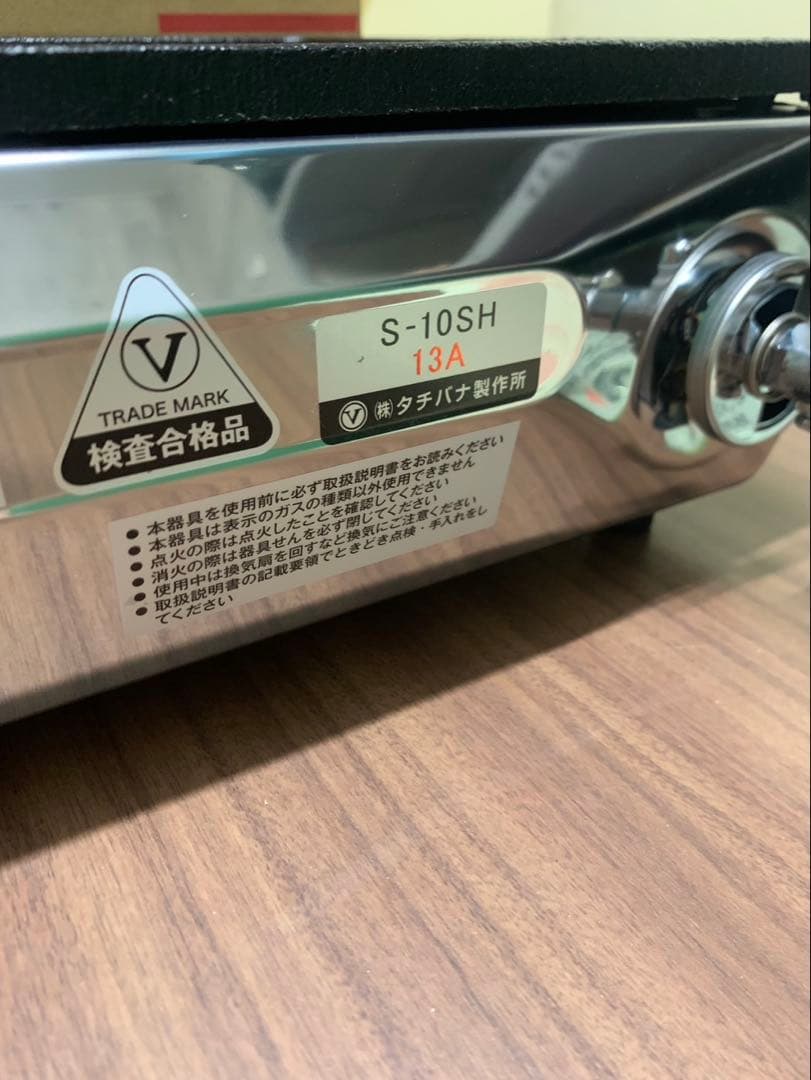 V
TRADE MARK
検査合格品
S-10SH
13A
V ㈱タチバナ製作所
● 本器具を使用前に必ず取扱説明書をお読みください
● 本器具は表示のガスの種類以外使用できません
● 点火の際は点火したことを確認してください
● 消火の際は器具せんを必ず閉じてください
● 使用中は換気扇を回すなど換気にご注意ください
● 取扱説明書の記載要領でときどき点検・手入れをし
てください